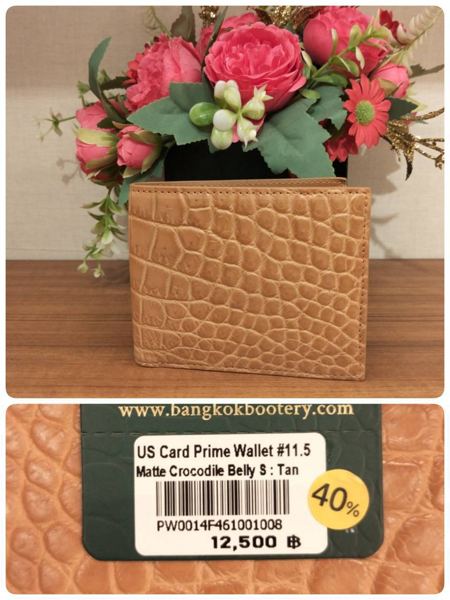 www.bangkokbootery.com
US Card Prime Wallet #11.5
Matte Crocodile Belly S : Tan
PW0014F461001008
12,500 ฿
40%